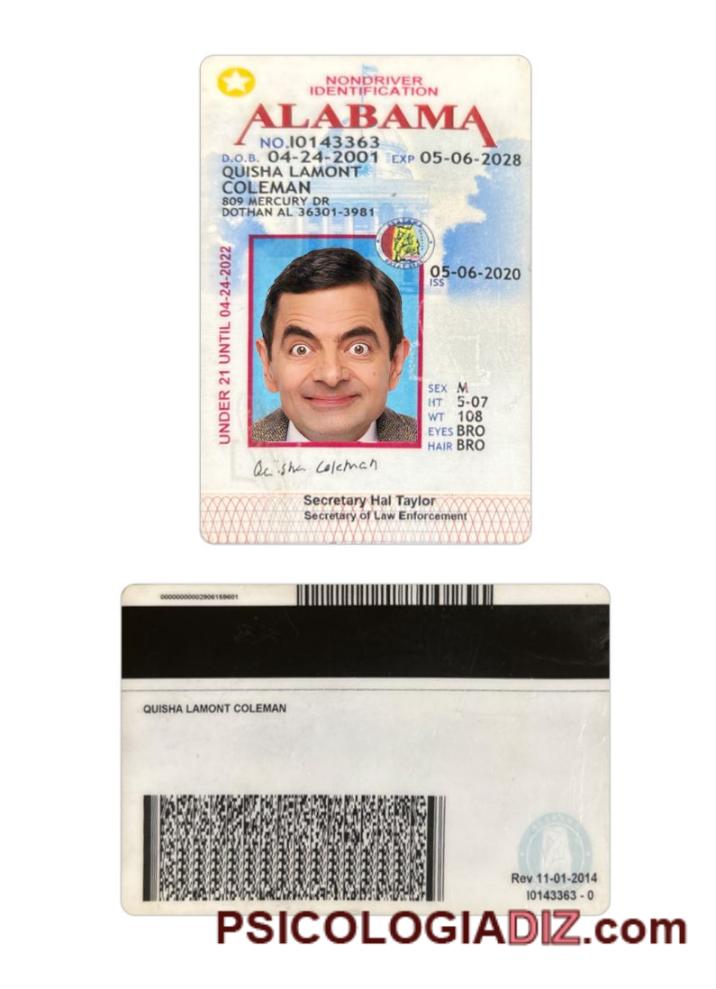 NONDRIVER
IDENTIFICATION
ALABAMA
NO.I0143363
D.O.B. 04-24-2001 EXP 05-06-2028
QUISHA LAMONT
COLEMAN
809 MERCURY DR
DOTHAN AL 36301-3981
UNDER 21 UNTIL 04-24-2022
05-06-2020
ISS
SEX M
HT 5-07
WT 108
EYES BRO
HAIR BRO
Quisha Coleman
Secretary Hal Taylor
Secretary of Law Enforcement
QUISHA LAMONT COLEMAN
Rev 11-01-2014
I0143363 - 0
PSICOLOGIADIZ.com